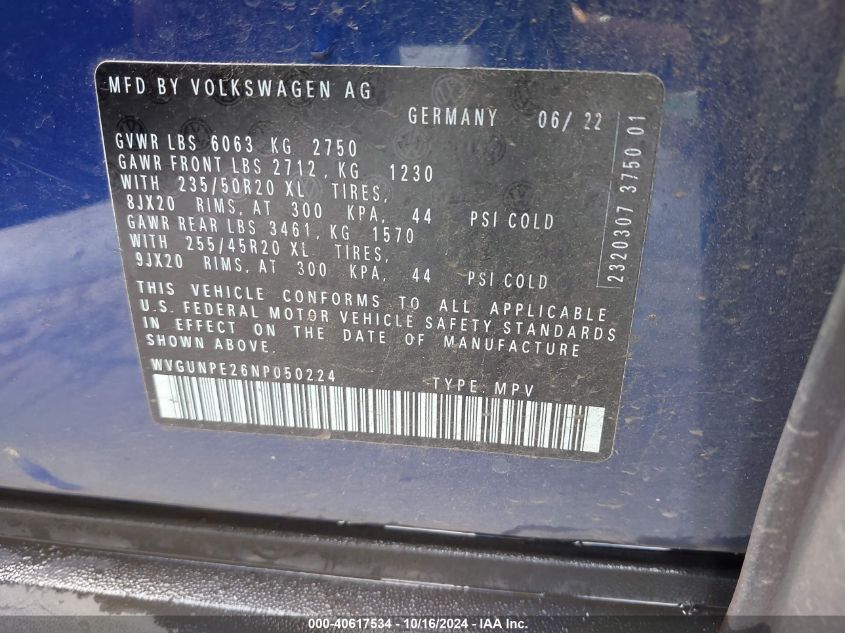 MFD BY VOLKSWAGEN AG
GERMANY 06/ 22
GVWR LBS 6063 KG 2750
GAWR FRONT LBS 2712, KG 1230
WITH 235/50R20 XL TIRES,
8JX20 RIMS, AT 300 KPA, 44 PSI COLD
GAWR REAR LBS 3461, KG 1570
WITH 255/45R20 XL TIRES,
9JX20 RIMS, AT 300 KPA, 44 PSI COLD
THIS VEHICLE CONFORMS TO ALL APPLICABLE
U.S. FEDERAL MOTOR VEHICLE SAFETY STANDARDS
IN EFFECT ON THE DATE OF MANUFACTURE
SHOWN ABOVE.
WVGUNPE26NP050224 TYPE: MPV
2320307 3750 01
000-40617534 - 10/16/2024 - IAA Inc.